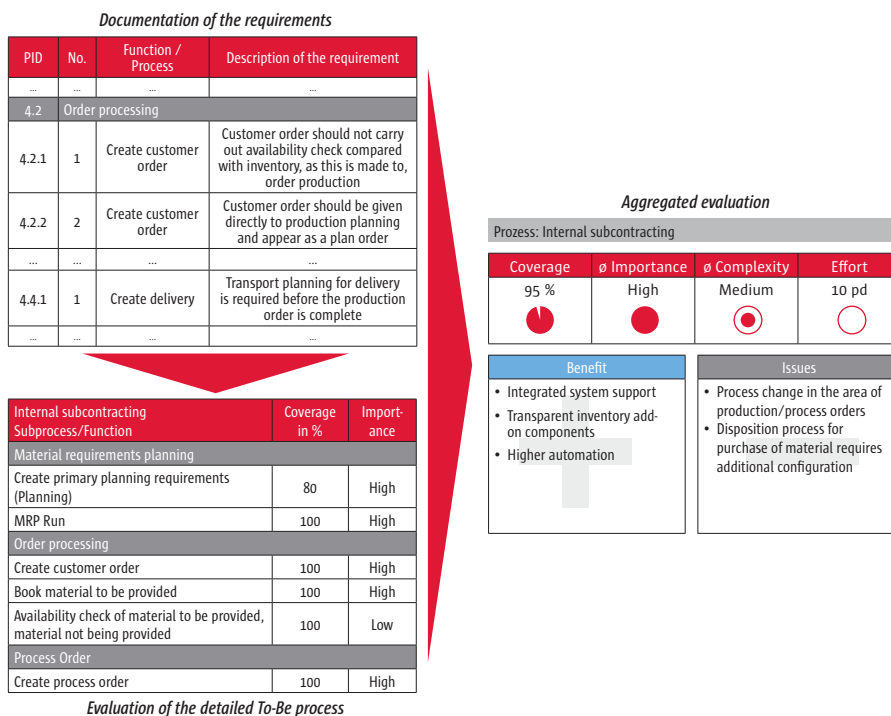 Documentation of the requirements
PID No. Function / Process Description of the requirement
... ... ... ...
4.2 Order processing
4.2.1 1 Create customer order Customer order should not carry out availability check compared with inventory, as this is made to, order production
4.2.2 2 Create customer order Customer order should be given directly to production planning and appear as a plan order
... ... ... ...
4.4.1 1 Create delivery Transport planning for delivery is required before the production order is complete
... ... ... ...
Internal subcontracting Subprocess/Function Coverage in % Import-ance
Material requirements planning
Create primary planning requirements (Planning) 80 High
MRP Run 100 High
Order processing
Create customer order 100 High
Book material to be provided 100 High
Availability check of material to be provided, material not being provided 100 Low
Process Order
Create process order 100 High
Evaluation of the detailed To-Be process
Aggregated evaluation
Prozess: Internal subcontracting
Coverage ø Importance ø Complexity Effort
95 % High Medium 10 pd
Benefit
• Integrated system support
• Transparent inventory add-
on components
• Higher automation
Issues
• Process change in the area of
production/process orders
• Disposition process for
purchase of material requires
additional configuration